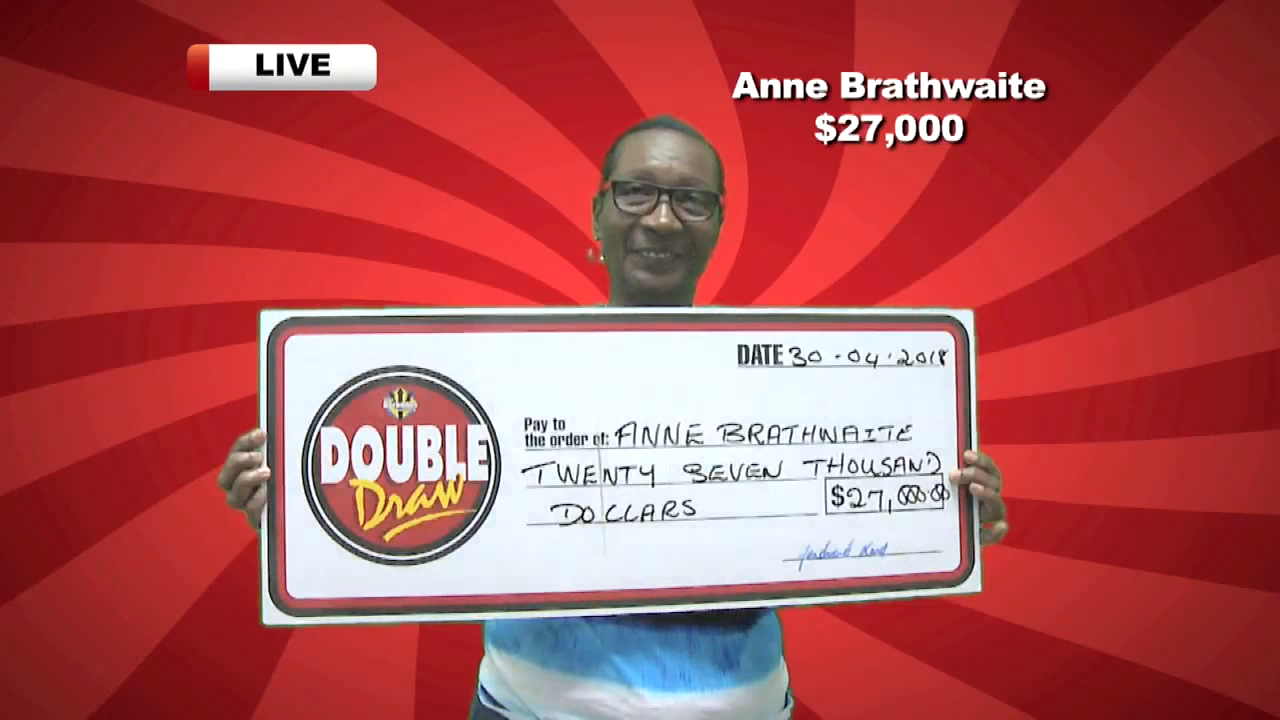 LIVE
Anne Brathwaite
$27,000
DATE 30-04-2018
DOUBLE
Draw
Pay to
the order of: ANNE BRATHWAITE
TWENTY SEVEN THOUSAND
DOLLARS
$27,000.00